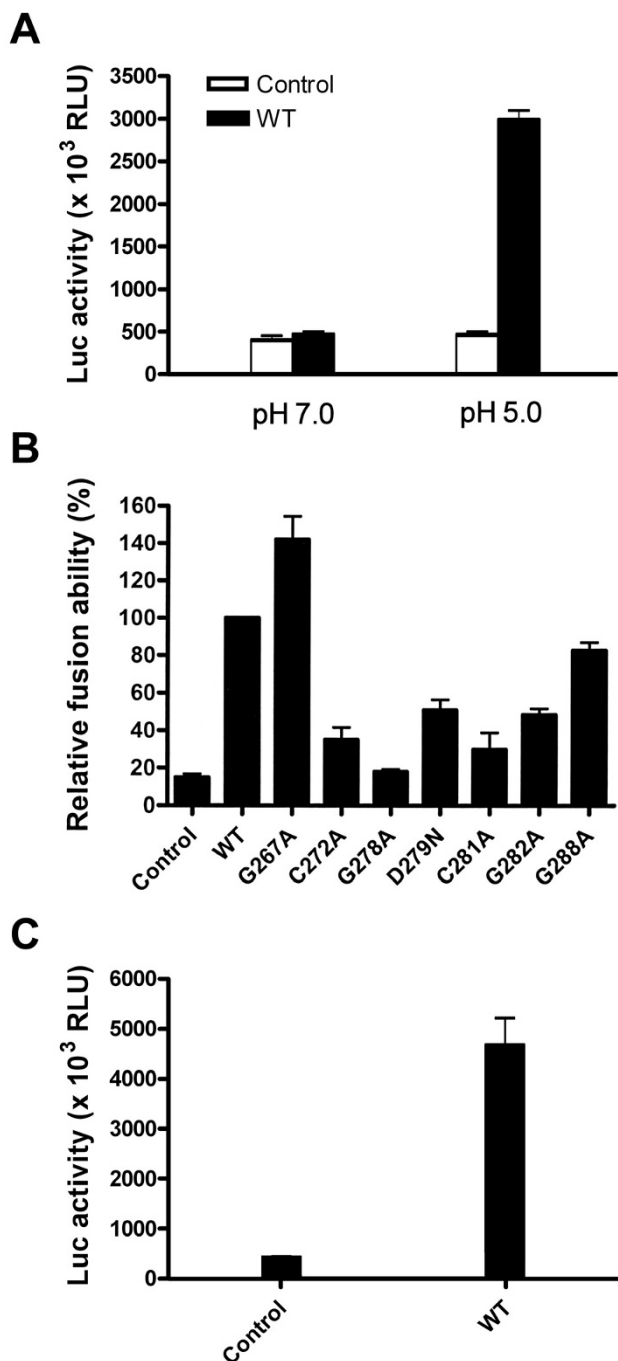 A
Luc activity (x 10³ RLU)
3500
3000
2500
2000
1500
1000
500
0
Control
WT
pH 7.0
pH 5.0
B
Relative fusion ability (%)
160
140
120
100
80
60
40
20
0
Control
WT
G267A
C272A
G278A
D279N
C281A
G282A
G288A
C
Luc activity (x 10³ RLU)
6000
5000
4000
3000
2000
1000
0
Control
WT